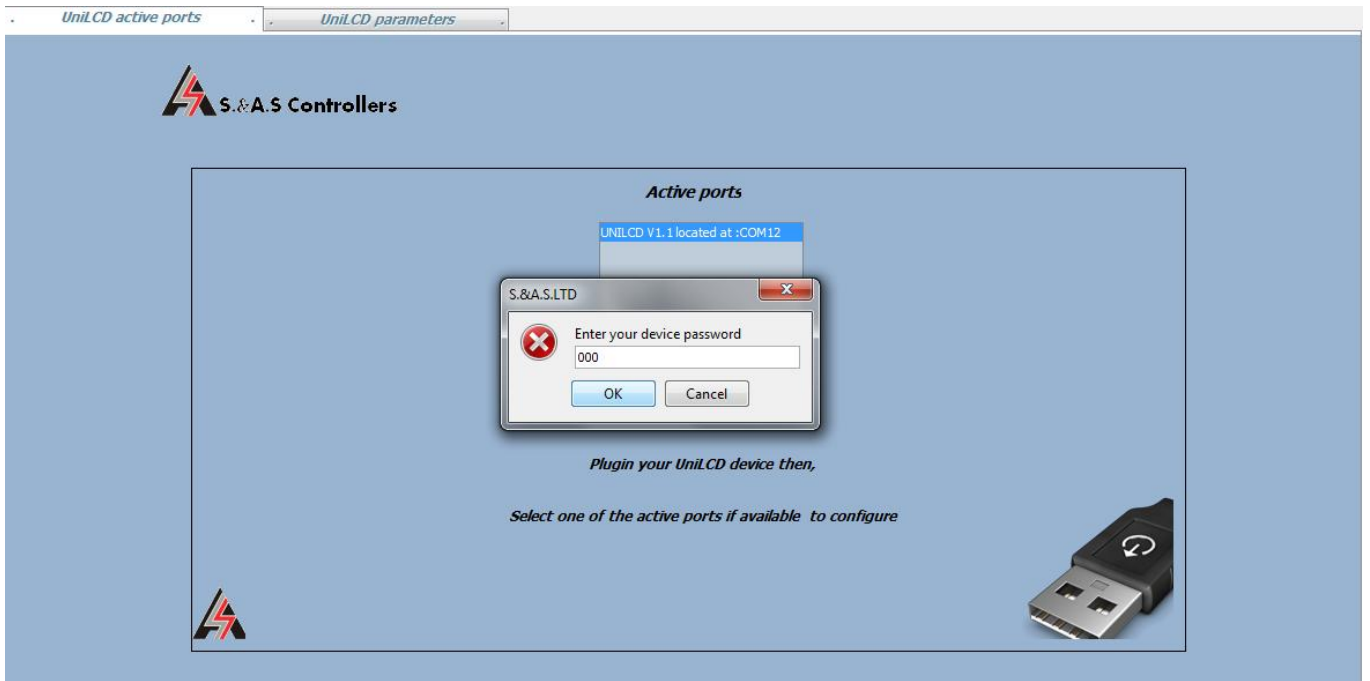 . UniLCD active ports . . UniLCD parameters .
S.&A.S Controllers
Active ports
UNILCD V1.1 located at :COM12
S.&A.S.LTD
Enter your device password
000
OK Cancel
Plugin your UniLCD device then,
Select one of the active ports if available to configure